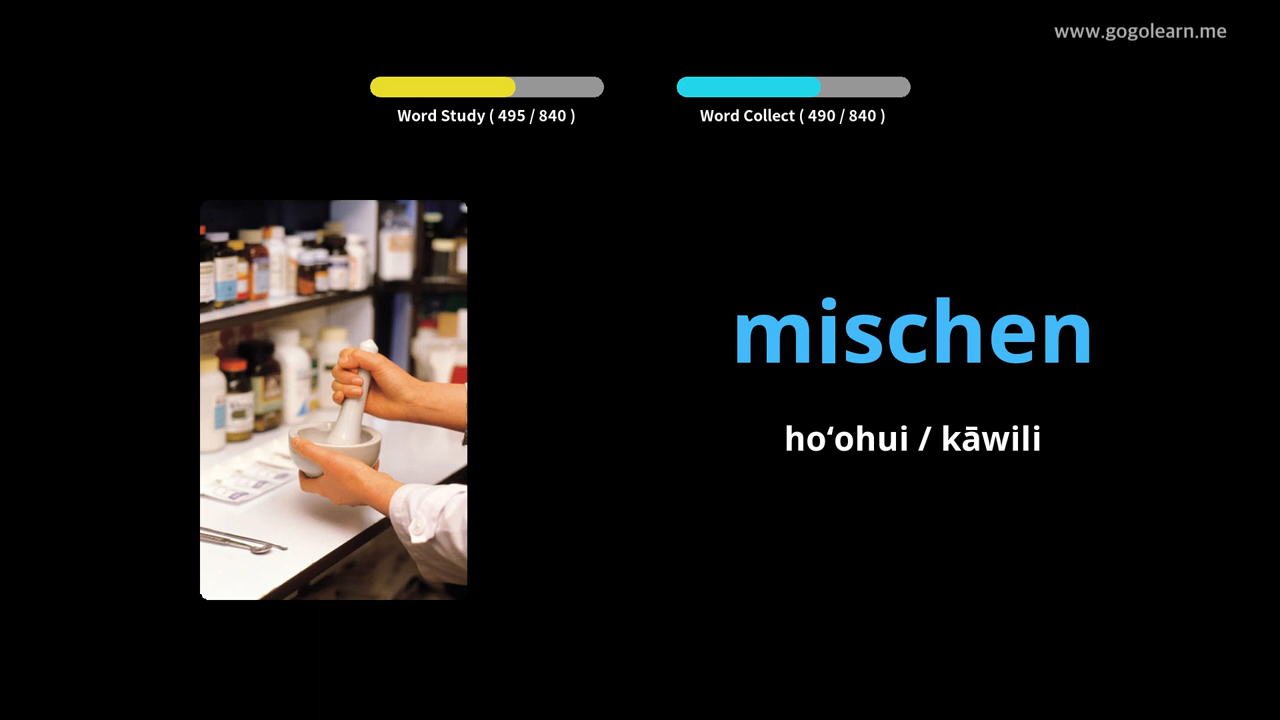 www.gogolearn.me
Word Study ( 495 / 840 )
Word Collect ( 490 / 840 )
mischen
hoʻohui / kāwili